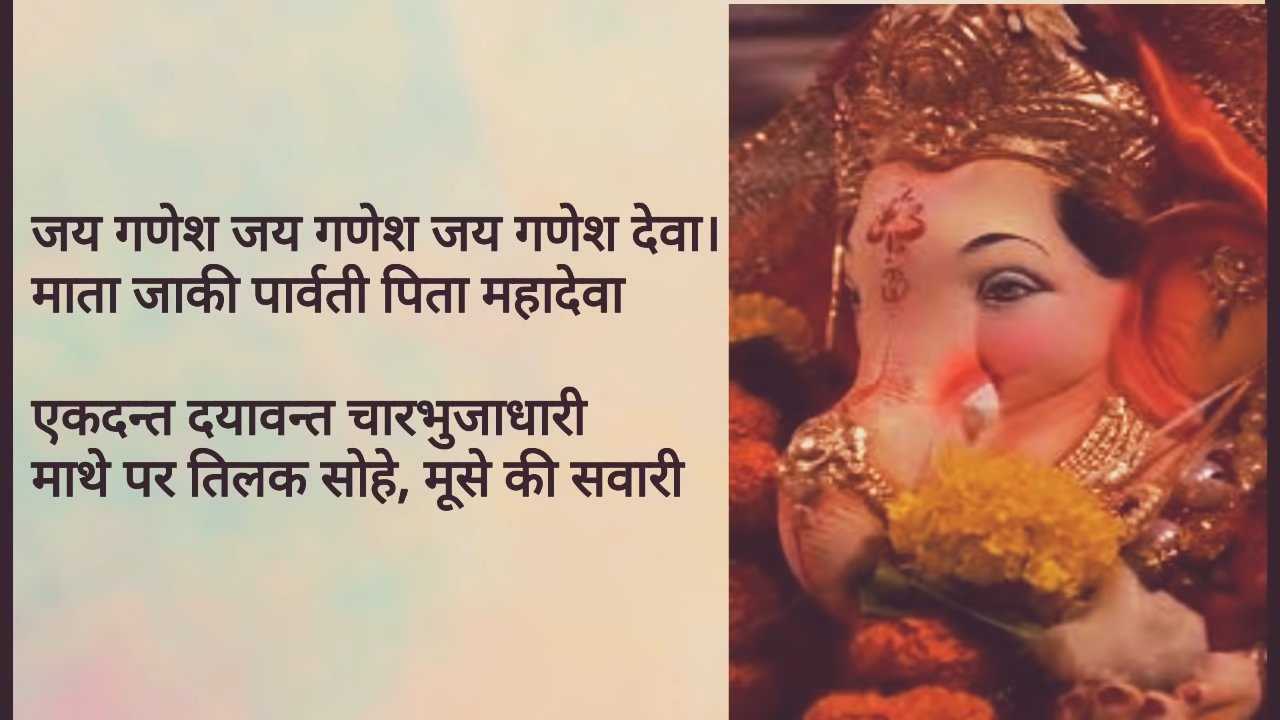 जय गणेश जय गणेश जय गणेश देवा।
माता जाकी पार्वती पिता महादेवा
एकदन्त दयावन्त चारभुजाधारी
माथे पर तिलक सोहे, मूसे की सवारी